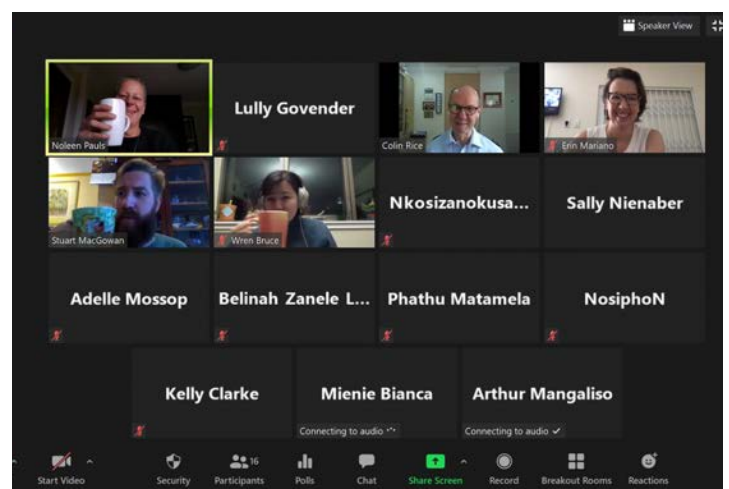 Speaker View
Noleen Pauls
Lully Govender
Colin Rice
Erin Mariano
Stuart MacGowan
Wren Bruce
Nkosizanokusa...
Sally Nienaber
Adelle Mossop
Belinah Zanele L...
Phathu Matamela
NosiphoN
Kelly Clarke
Mienie Bianca
Connecting to audio
Arthur Mangaliso
Connecting to audio
Start Video
Security
16
Participants
Polls
Chat
Share Screen
Record
Breakout Rooms
Reactions